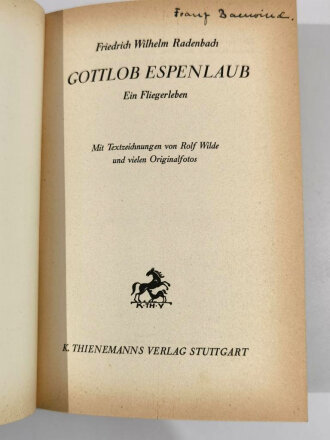 Franz
Friedrich Wilhelm Radenbach
GOTTLOB ESPENLAUB
Ein Fliegerleben
Mit Textzeichnungen von Rolf Wilde
und vielen Originalfotos
K·TH·V
K. THIENEMANNS VERLAG STUTTGART